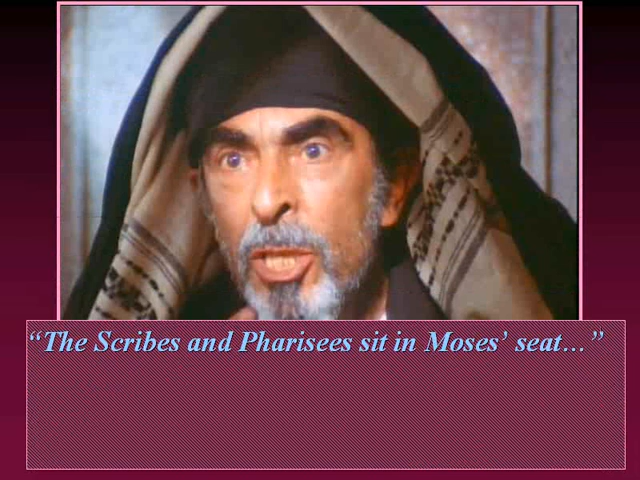 “The Scribes and Pharisees sit in Moses’ seat…”